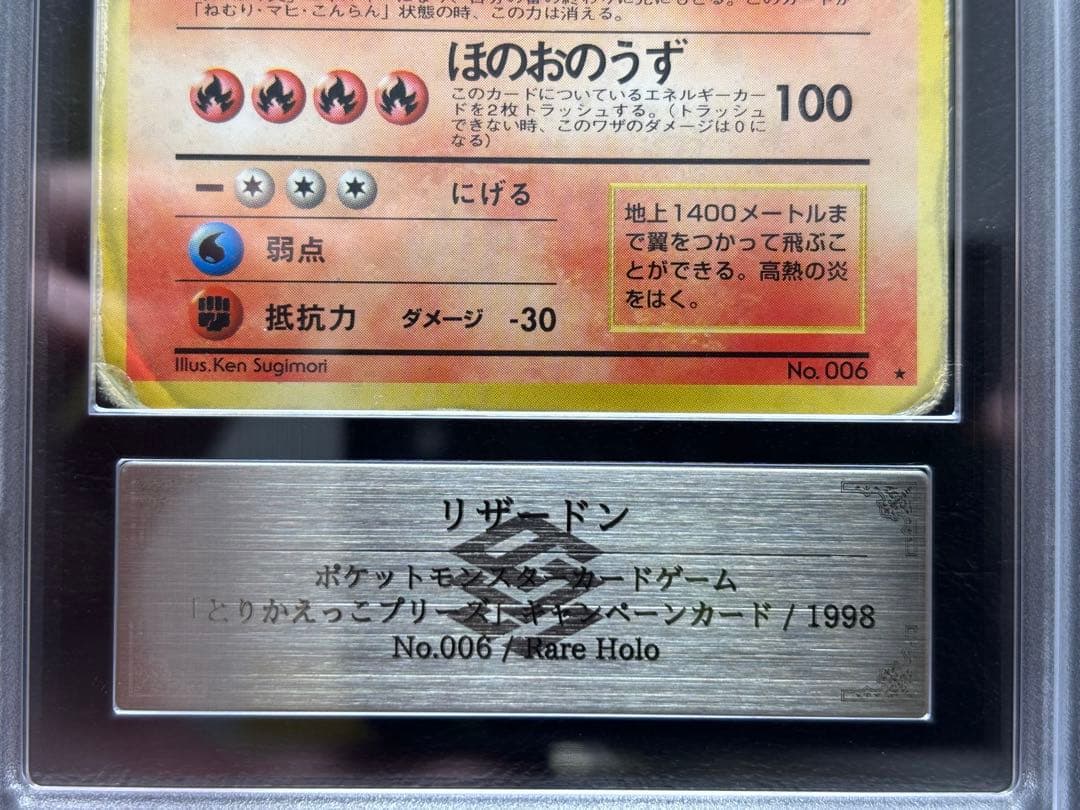 「ねむり・マヒ・こんらん」状態の時、この力は消える。
ほのおのうず
このカードについているエネルギーカー
ドを2枚トラッシュする。（トラッシュ
できない時、このワザのダメージは0に
なる）
100
ー
にげる
弱点
抵抗力 ダメージ -30
地上1400メートルま
で翼をつかって飛ぶこ
とができる。高熱の炎
をはく。
Illus.Ken Sugimori
No. 006 ★
リザードン
ポケットモンスターカードゲーム
「とりかえっこプリーズ」キャンペーンカード / 1998
No.006 / Rare Holo